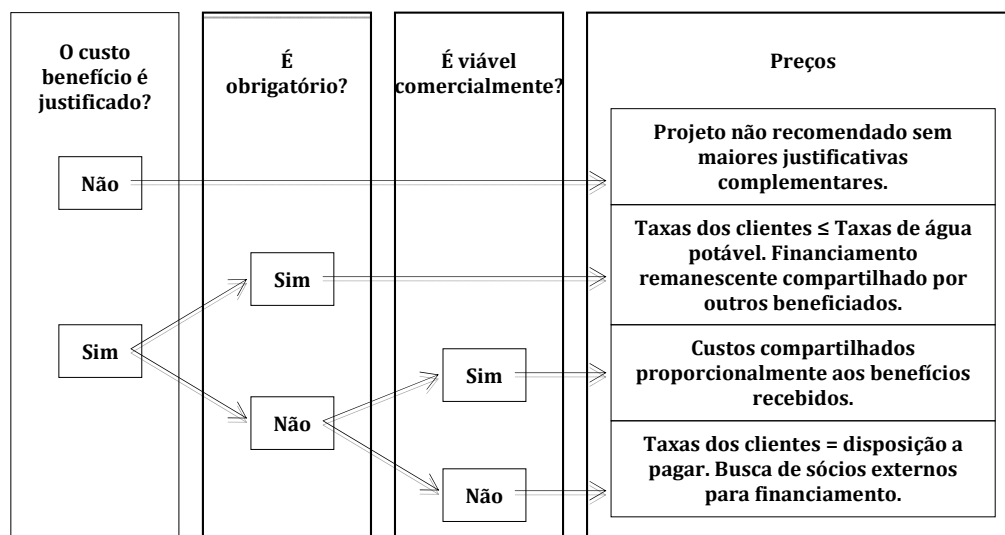 O custo
benefício é
justificado?
É
obrigatório?
É viável
comercialmente?
Preços
Não
Projeto não recomendado sem
maiores justificativas
complementares.
Sim
Sim
Taxas dos clientes ≤ Taxas de água
potável. Financiamento
remanescente compartilhado por
outros beneficiados.
Não
Sim
Custos compartilhados
proporcionalmente aos benefícios
recebidos.
Não
Taxas dos clientes = disposição a
pagar. Busca de sócios externos
para financiamento.